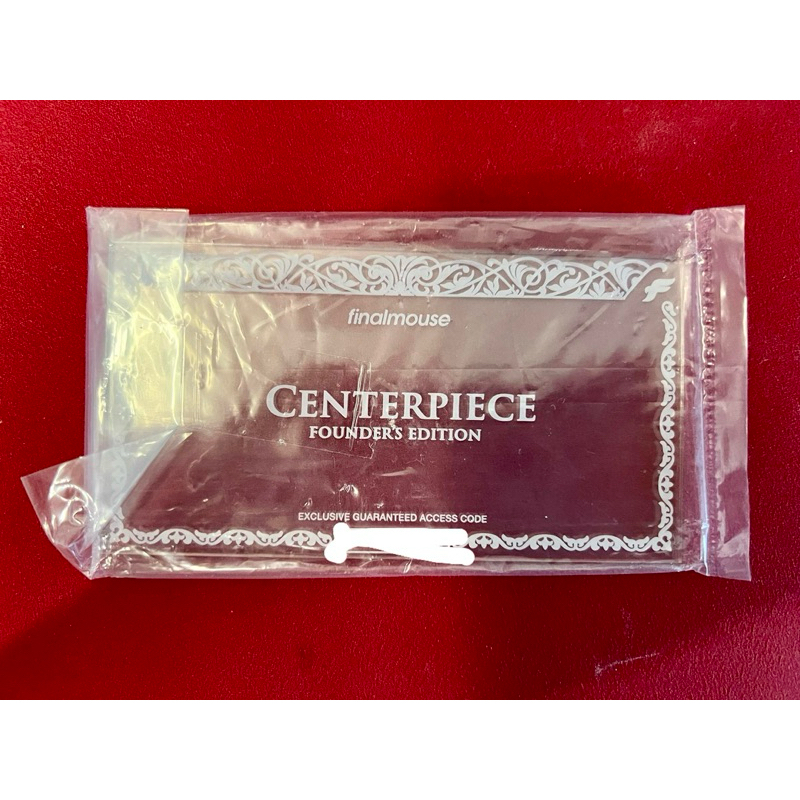 finalmouse
CENTERPIECE
FOUNDER'S EDITION
EXCLUSIVE GUARANTEED ACCESS CODE